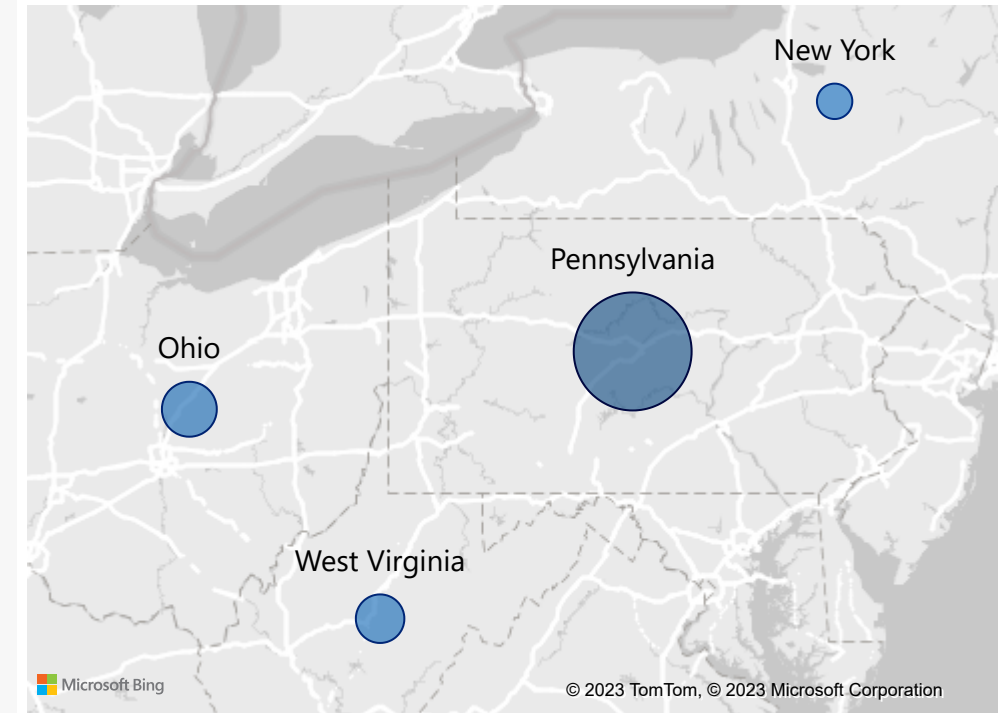 New York
Pennsylvania
Ohio
West Virginia
Microsoft Bing
© 2023 TomTom, © 2023 Microsoft Corporation